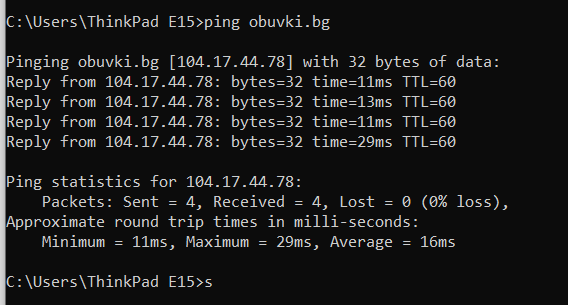 C:\Users\ThinkPad E15>ping obuvki.bg
Pinging obuvki.bg [104.17.44.78] with 32 bytes of data:
Reply from 104.17.44.78: bytes=32 time=11ms TTL=60
Reply from 104.17.44.78: bytes=32 time=13ms TTL=60
Reply from 104.17.44.78: bytes=32 time=11ms TTL=60
Reply from 104.17.44.78: bytes=32 time=29ms TTL=60
Ping statistics for 104.17.44.78:
    Packets: Sent = 4, Received = 4, Lost = 0 (0% loss),
Approximate round trip times in milli-seconds:
    Minimum = 11ms, Maximum = 29ms, Average = 16ms
C:\Users\ThinkPad E15>s